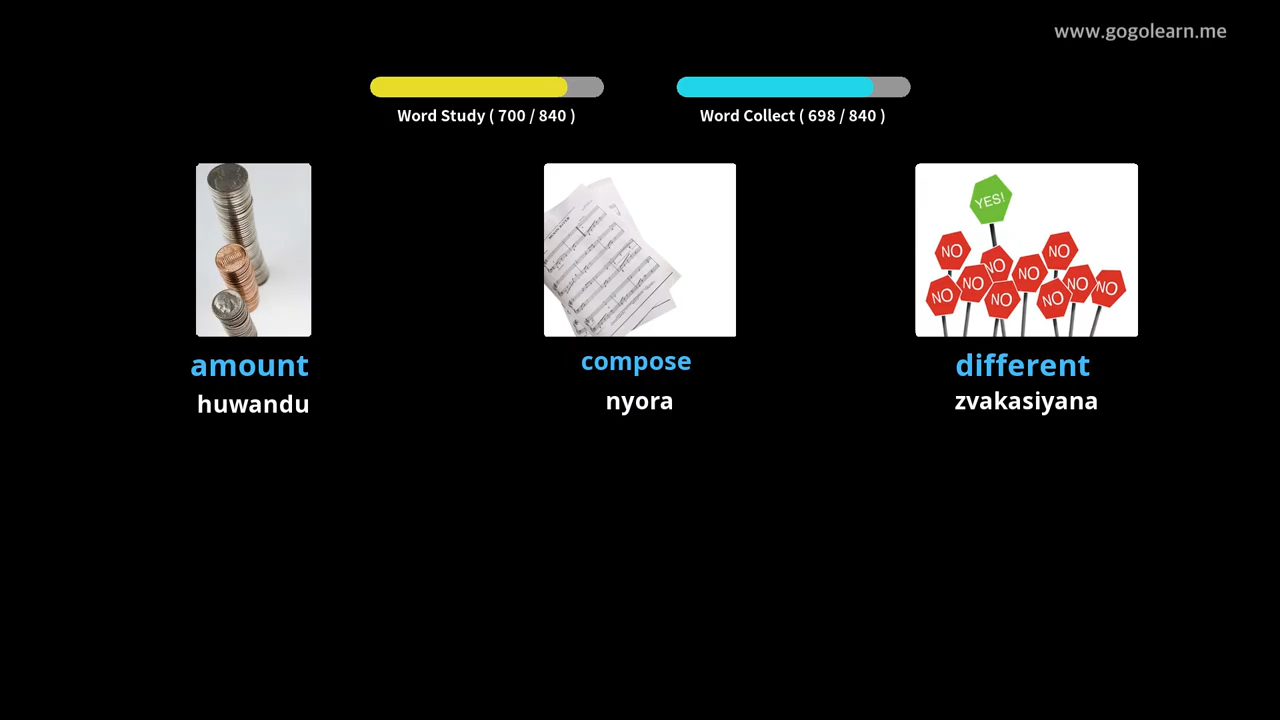 www.gogolearn.me
Word Study ( 700 / 840 )
Word Collect ( 698 / 840 )
YES!
NO
NO
NO
NO
NO
NO
NO
NO
NO
NO
amount
compose
different
huwandu
nyora
zvakasiyana